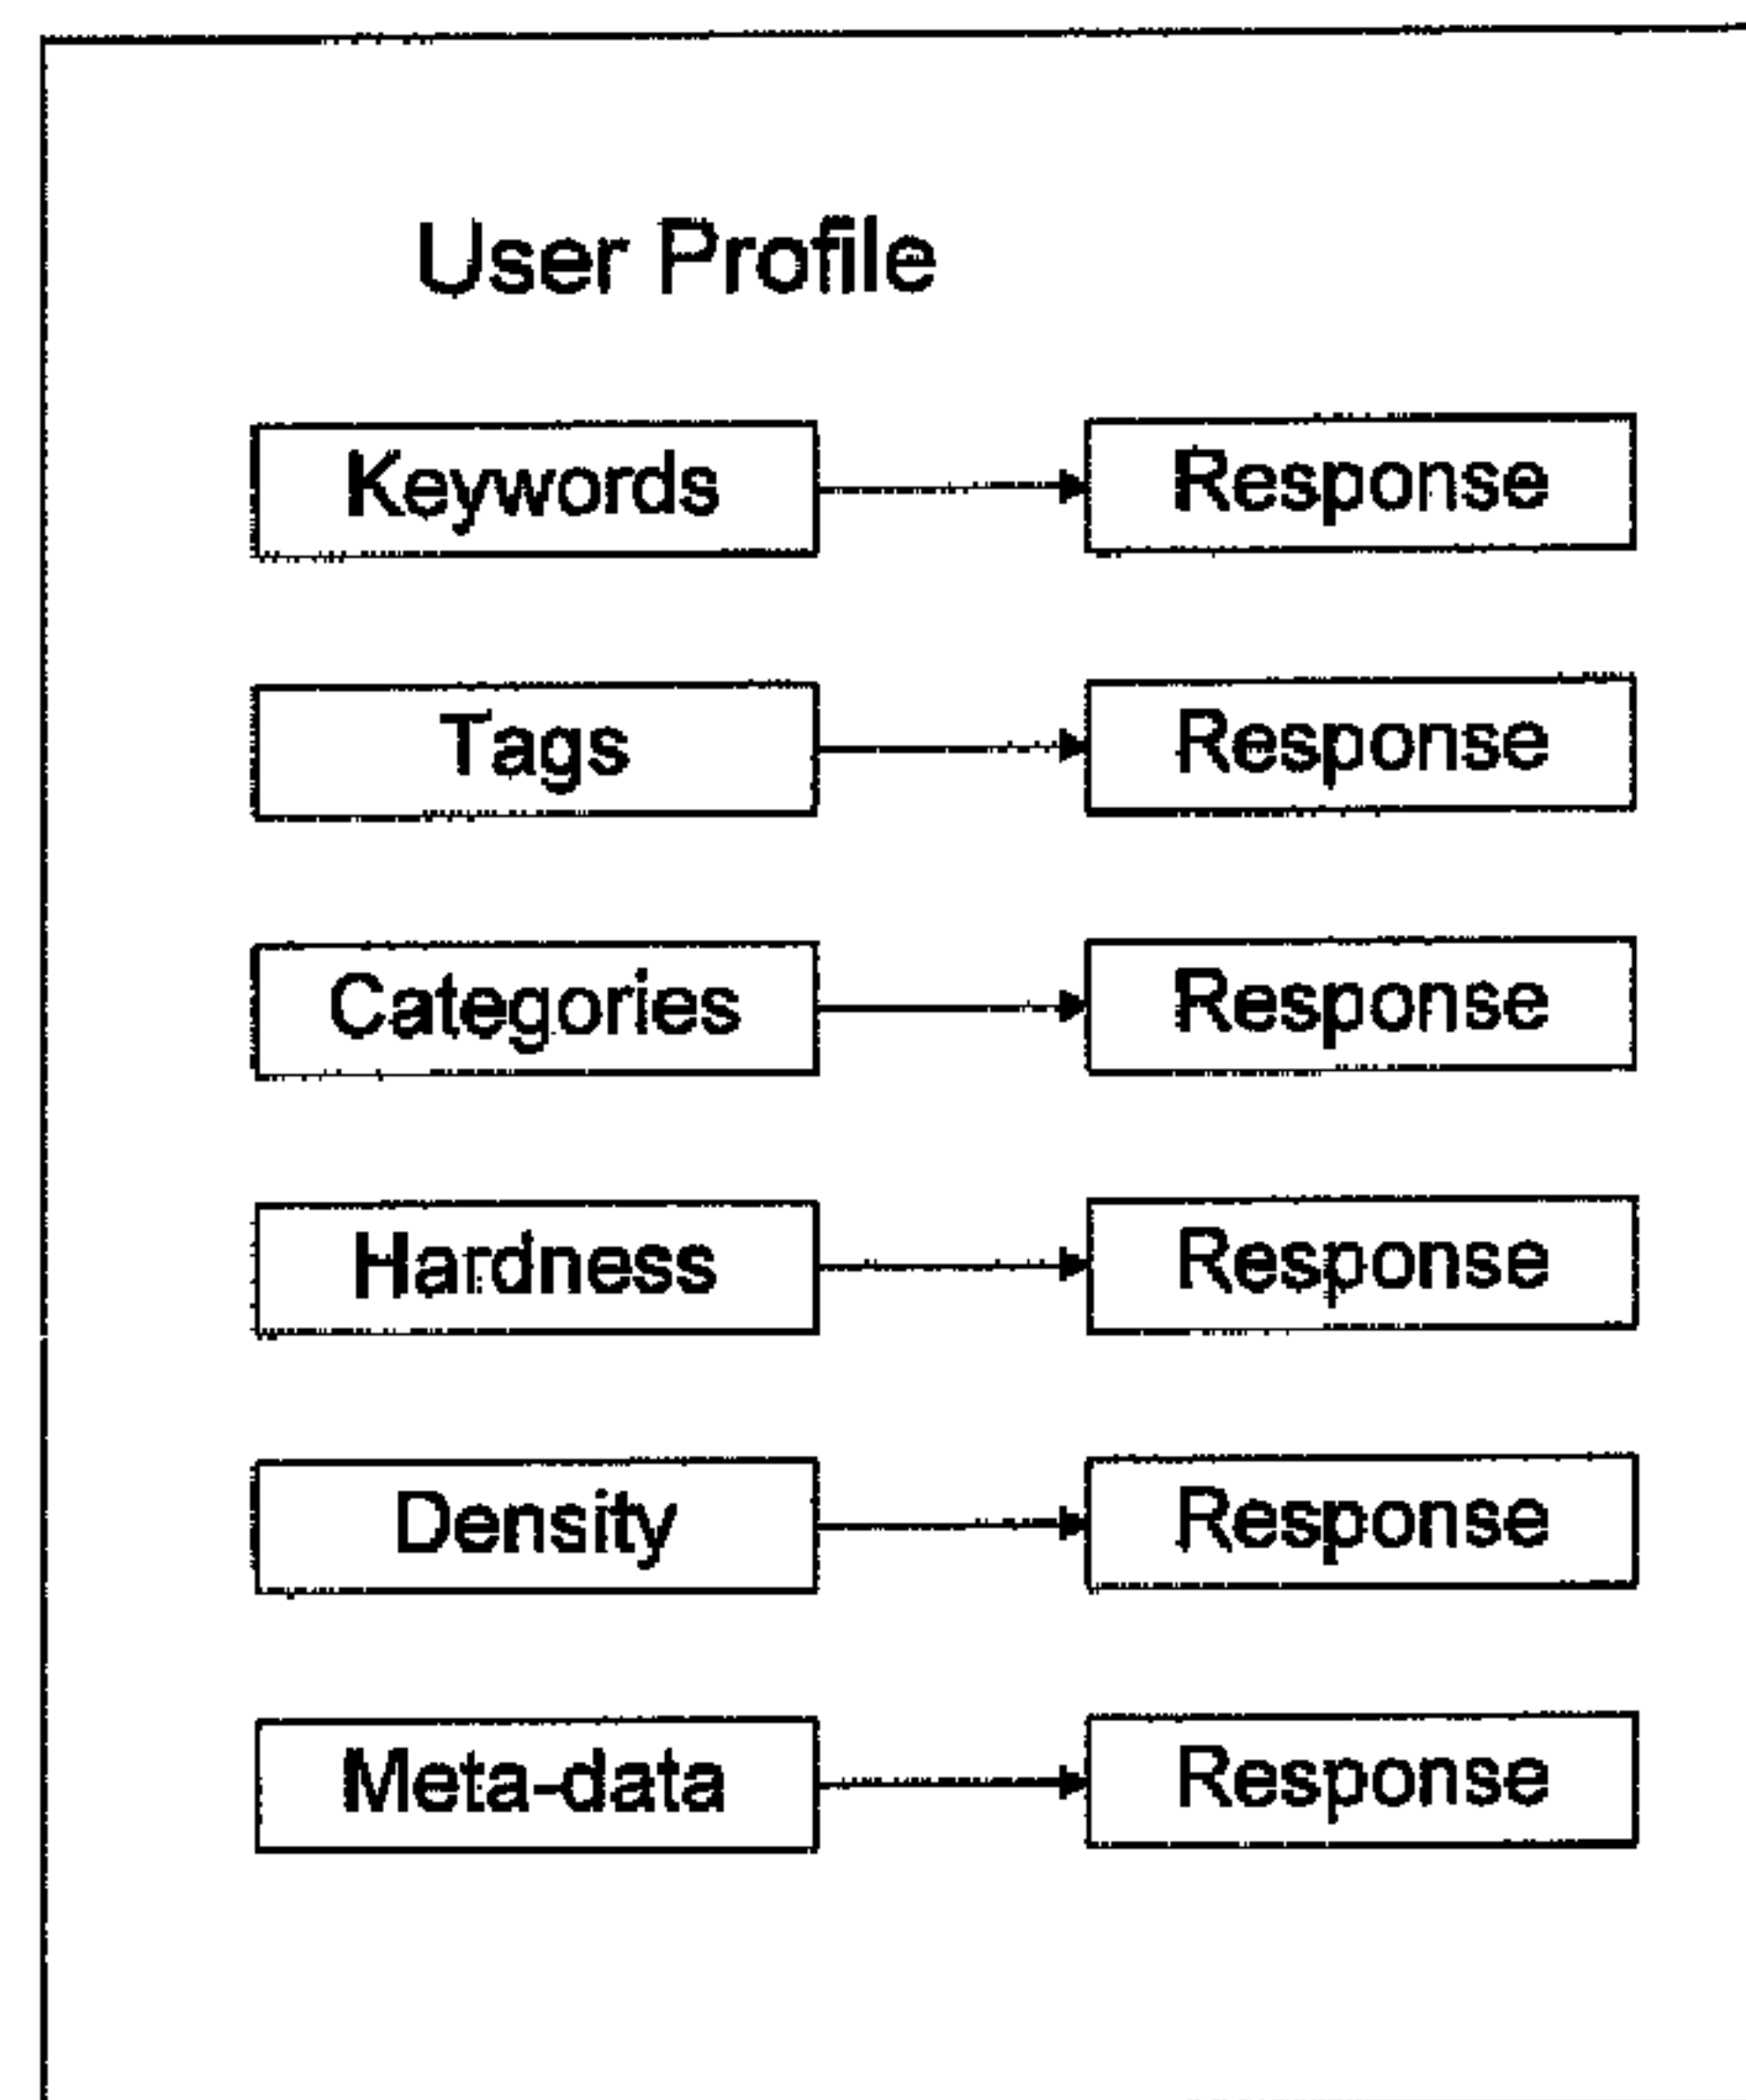 User Profile
Keywords Response
Tags Response
Categories Response
Hardness Response
Density Response
Meta-data Response